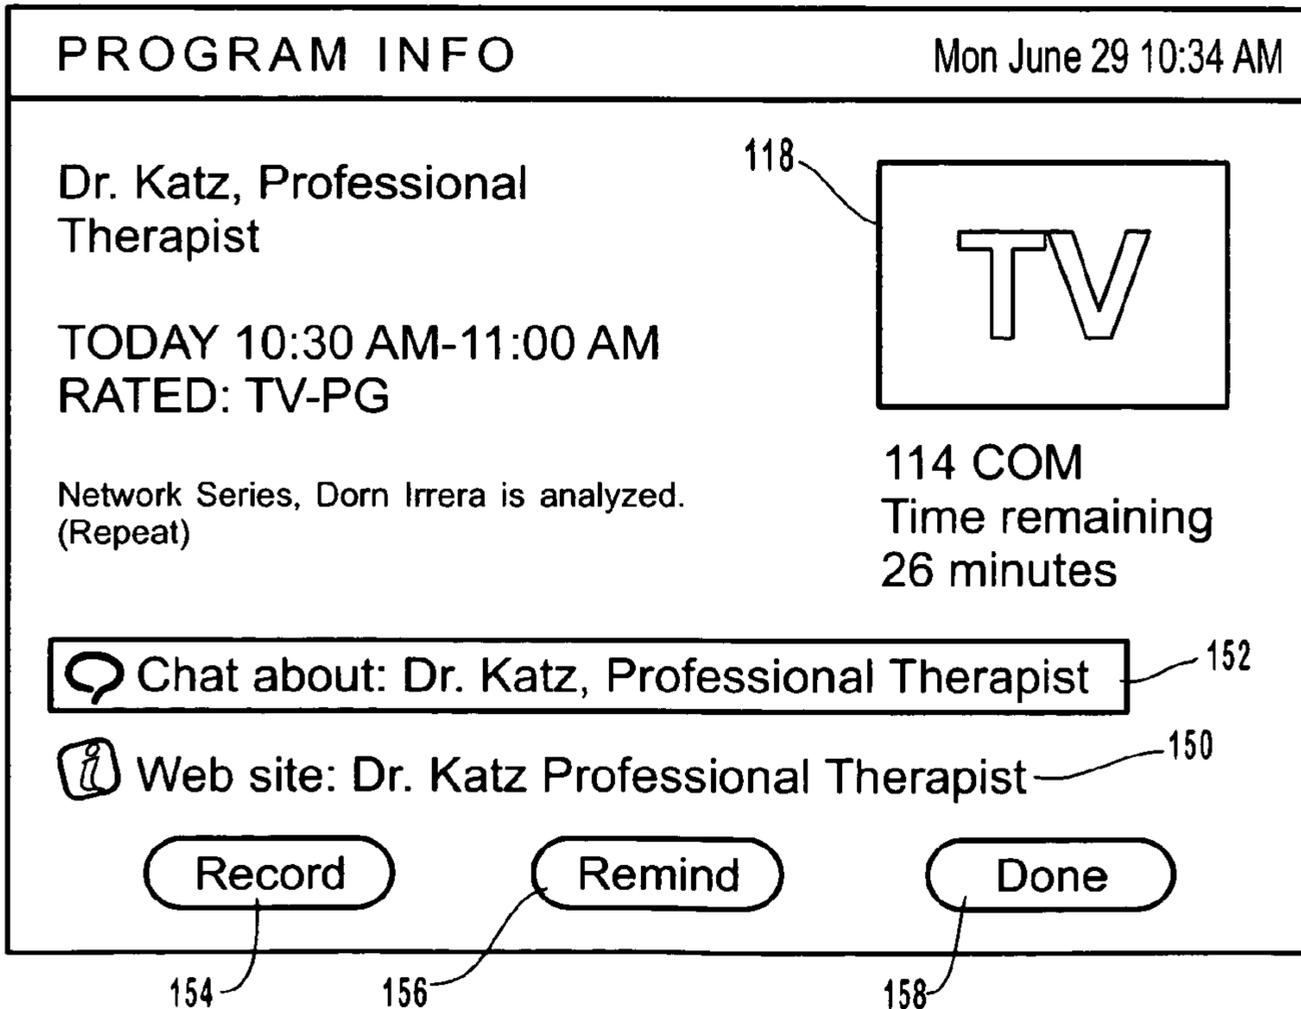 PROGRAM INFO
Mon June 29 10:34 AM
Dr. Katz, Professional
Therapist
118
TV
TODAY 10:30 AM-11:00 AM
RATED: TV-PG
114 COM
Time remaining
26 minutes
Network Series, Dorn Irrera is analyzed.
(Repeat)
Chat about: Dr. Katz, Professional Therapist
152
i Web site: Dr. Katz Professional Therapist
150
Record
Remind
Done
154
156
158